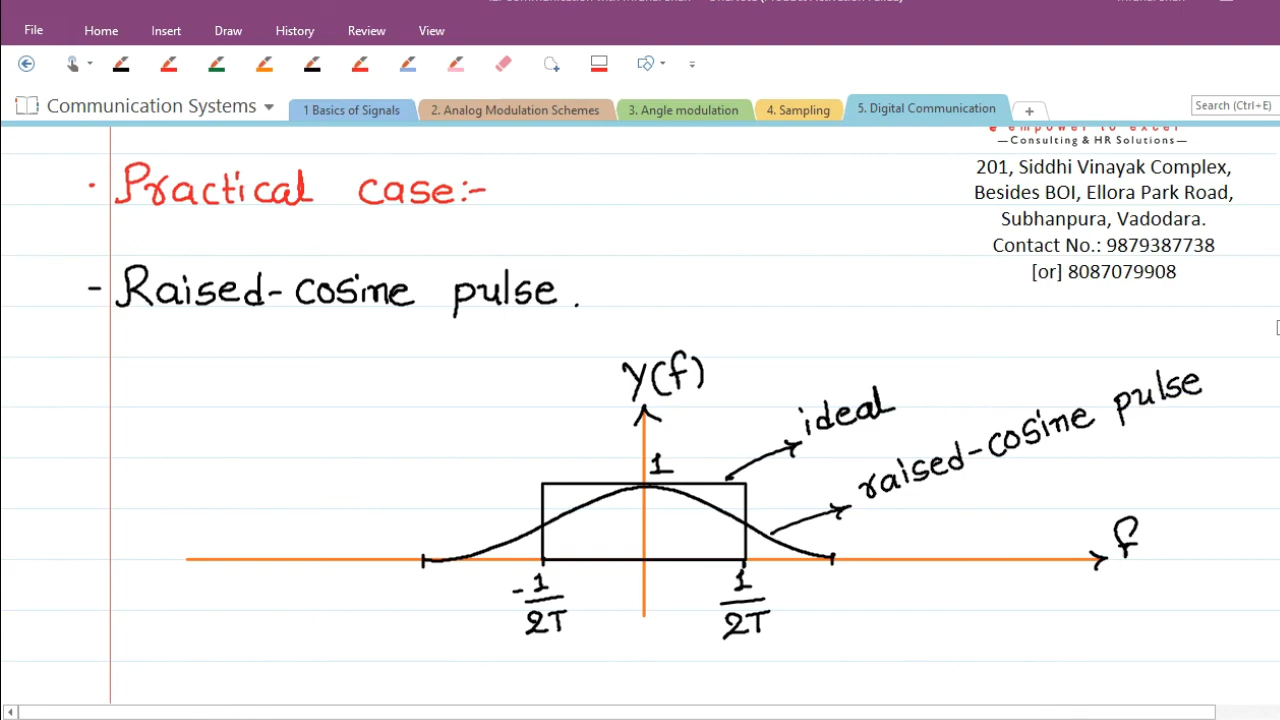 File Home Insert Draw History Review View
Communication Systems 1 Basics of Signals 2. Analog Modulation Schemes 3. Angle modulation 4. Sampling 5. Digital Communication + Search (Ctrl+E)
empower to excel
—Consulting & HR Solutions—
201, Siddhi Vinayak Complex,
Besides BOI, Ellora Park Road,
Subhanpura, Vadodara.
Contact No.: 9879387738
[or] 8087079908
· Practical case:-
- Raised-cosine pulse.
Y(f)
ideal
raised-cosine pulse
1
f
-1/2T
1/2T